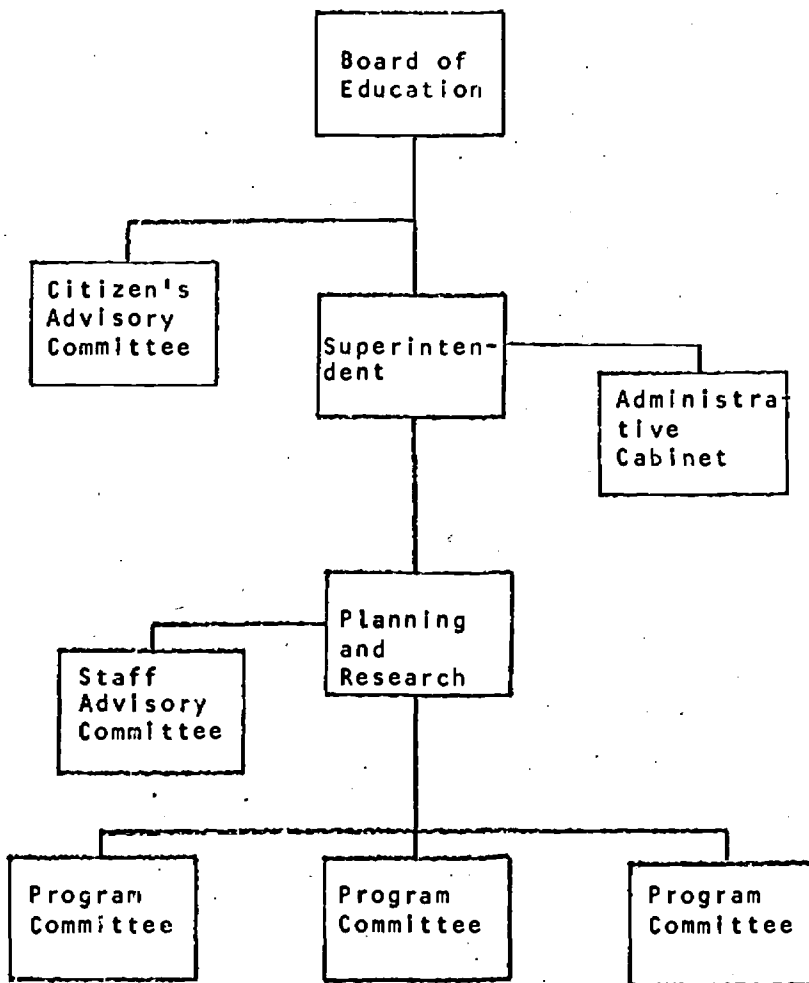 Board of
Education
Citizen's
Advisory
Committee
Superinten-
dent
Administra-
tive
Cabinet
Planning
and
Research
Staff
Advisory
Committee
Program
Committee
Program
Committee
Program
Committee